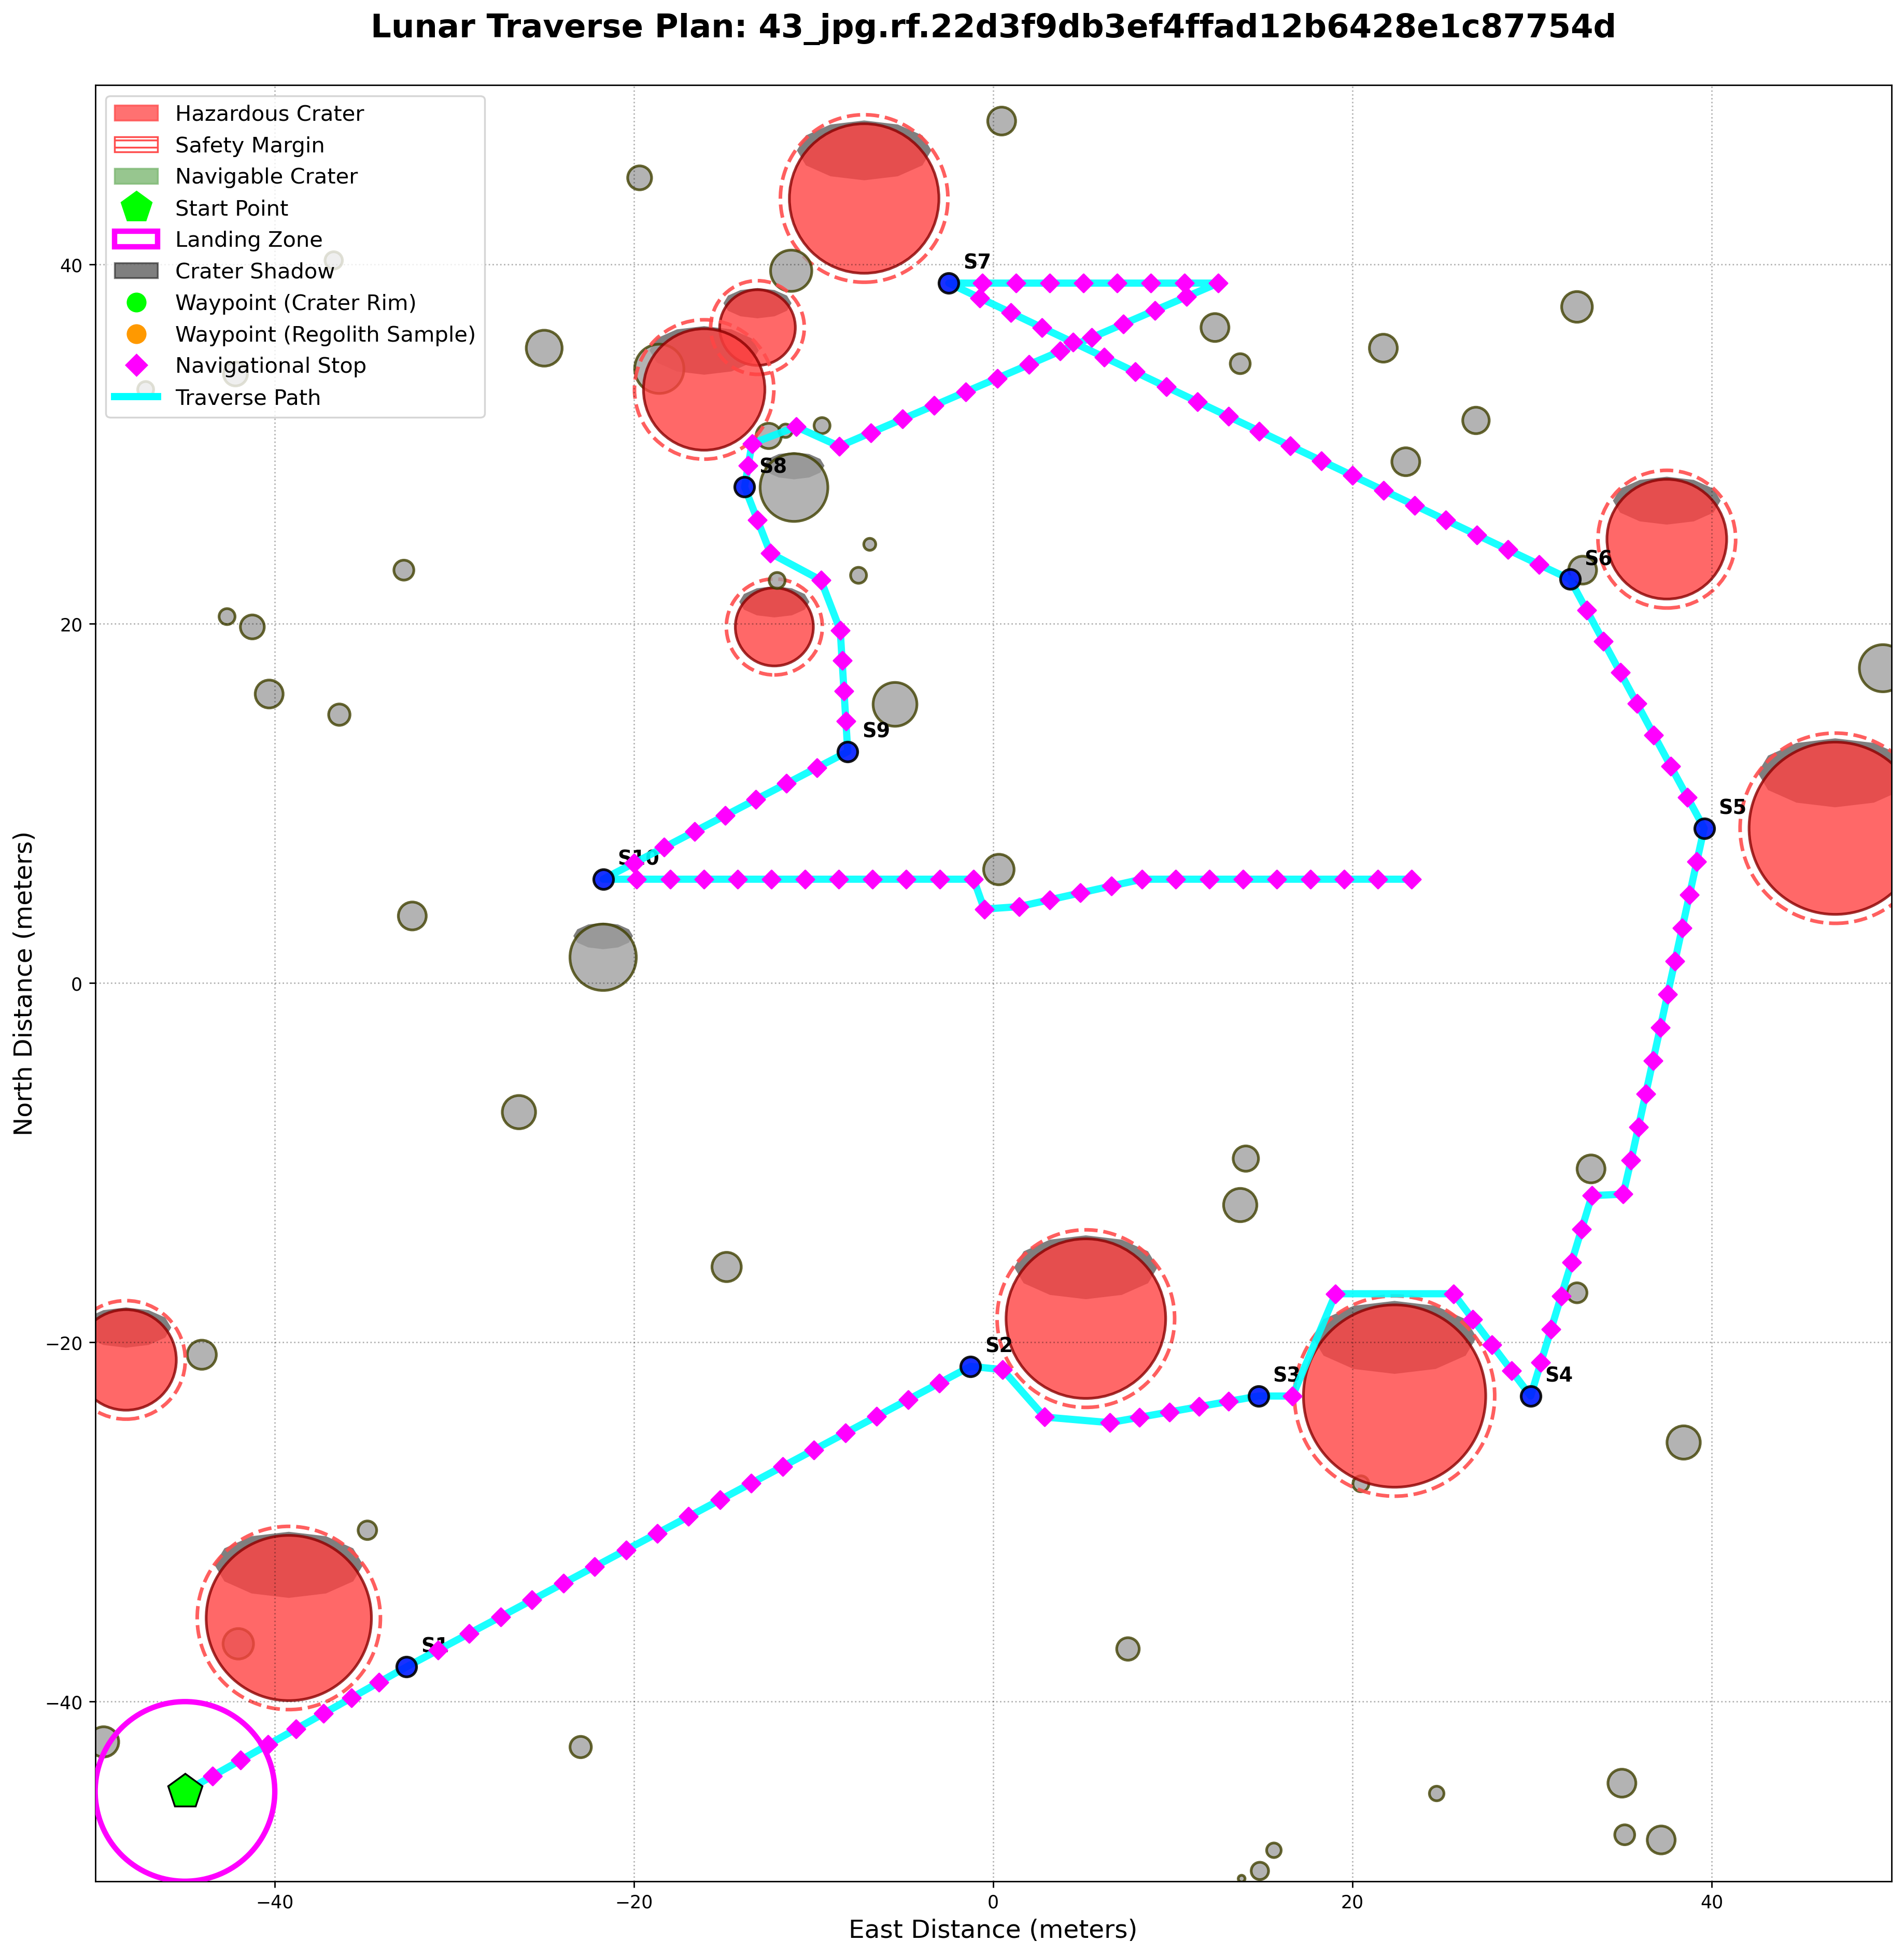 Lunar Traverse Plan: 43_jpg.rf.22d3f9db3ef4ffad12b6428e1c87754d
Hazardous Crater
Safety Margin
Navigable Crater
Start Point
Landing Zone
Crater Shadow
Waypoint (Crater Rim)
Waypoint (Regolith Sample)
Navigational Stop
Traverse Path
S7
S8
S6
S9
S5
S10
S2
S3
S4
S1
40
20
0
−20
−40
North Distance (meters)
−40
−20
0
20
40
East Distance (meters)